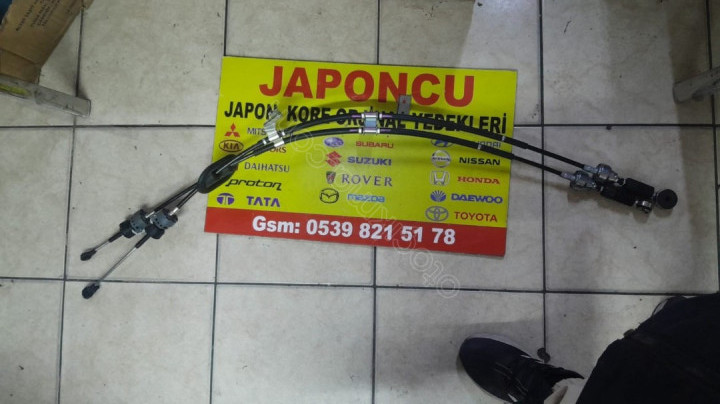 JAPONCU
JAPON, KORE ORJİNAL YEDEKLERİ
SUBARU
KIA
SUZUKI
NISSAN
DAIHATSU
ROVER
HONDA
PROTON
mazda
DAEWOO
TATA
TOYOTA
Gsm: 0539 821 51 78